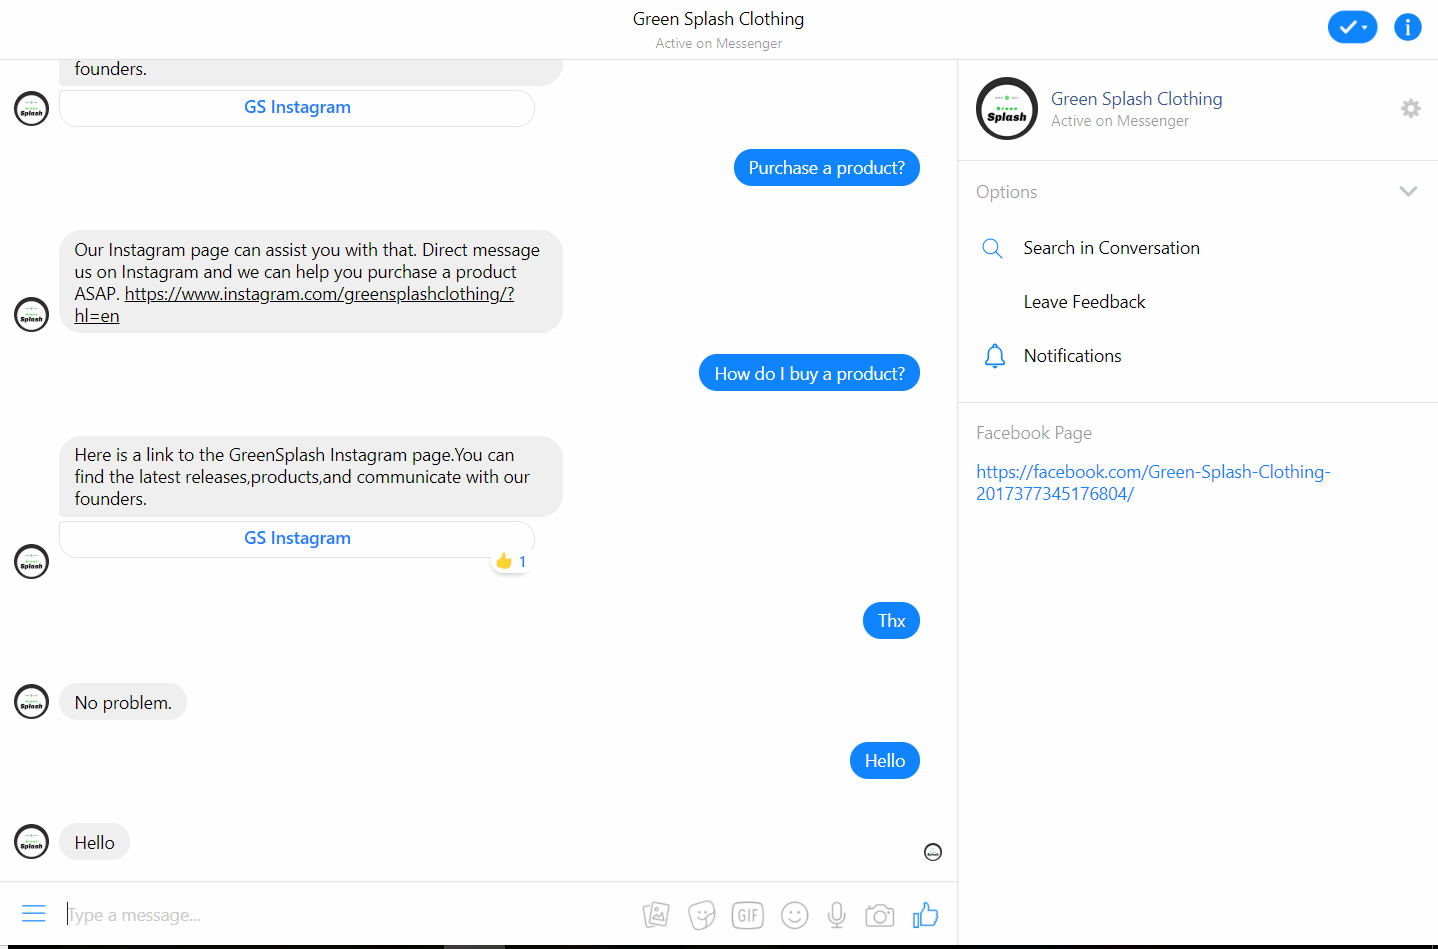 Green Splash Clothing
Active on Messenger
founders.
GS Instagram
Purchase a product?
Our Instagram page can assist you with that. Direct message
us on Instagram and we can help you purchase a product
ASAP. https://www.instagram.com/greensplashclothing/?
hl=en
How do I buy a product?
Here is a link to the GreenSplash Instagram page.You can
find the latest releases,products,and communicate with our
founders.
GS Instagram
1
Thx
No problem.
Hello
Hello
Type a message...
GIF
Green
Splash
Green Splash Clothing
Active on Messenger
Options
Search in Conversation
Leave Feedback
Notifications
Facebook Page
https://facebook.com/Green-Splash-Clothing-
2017377345176804/